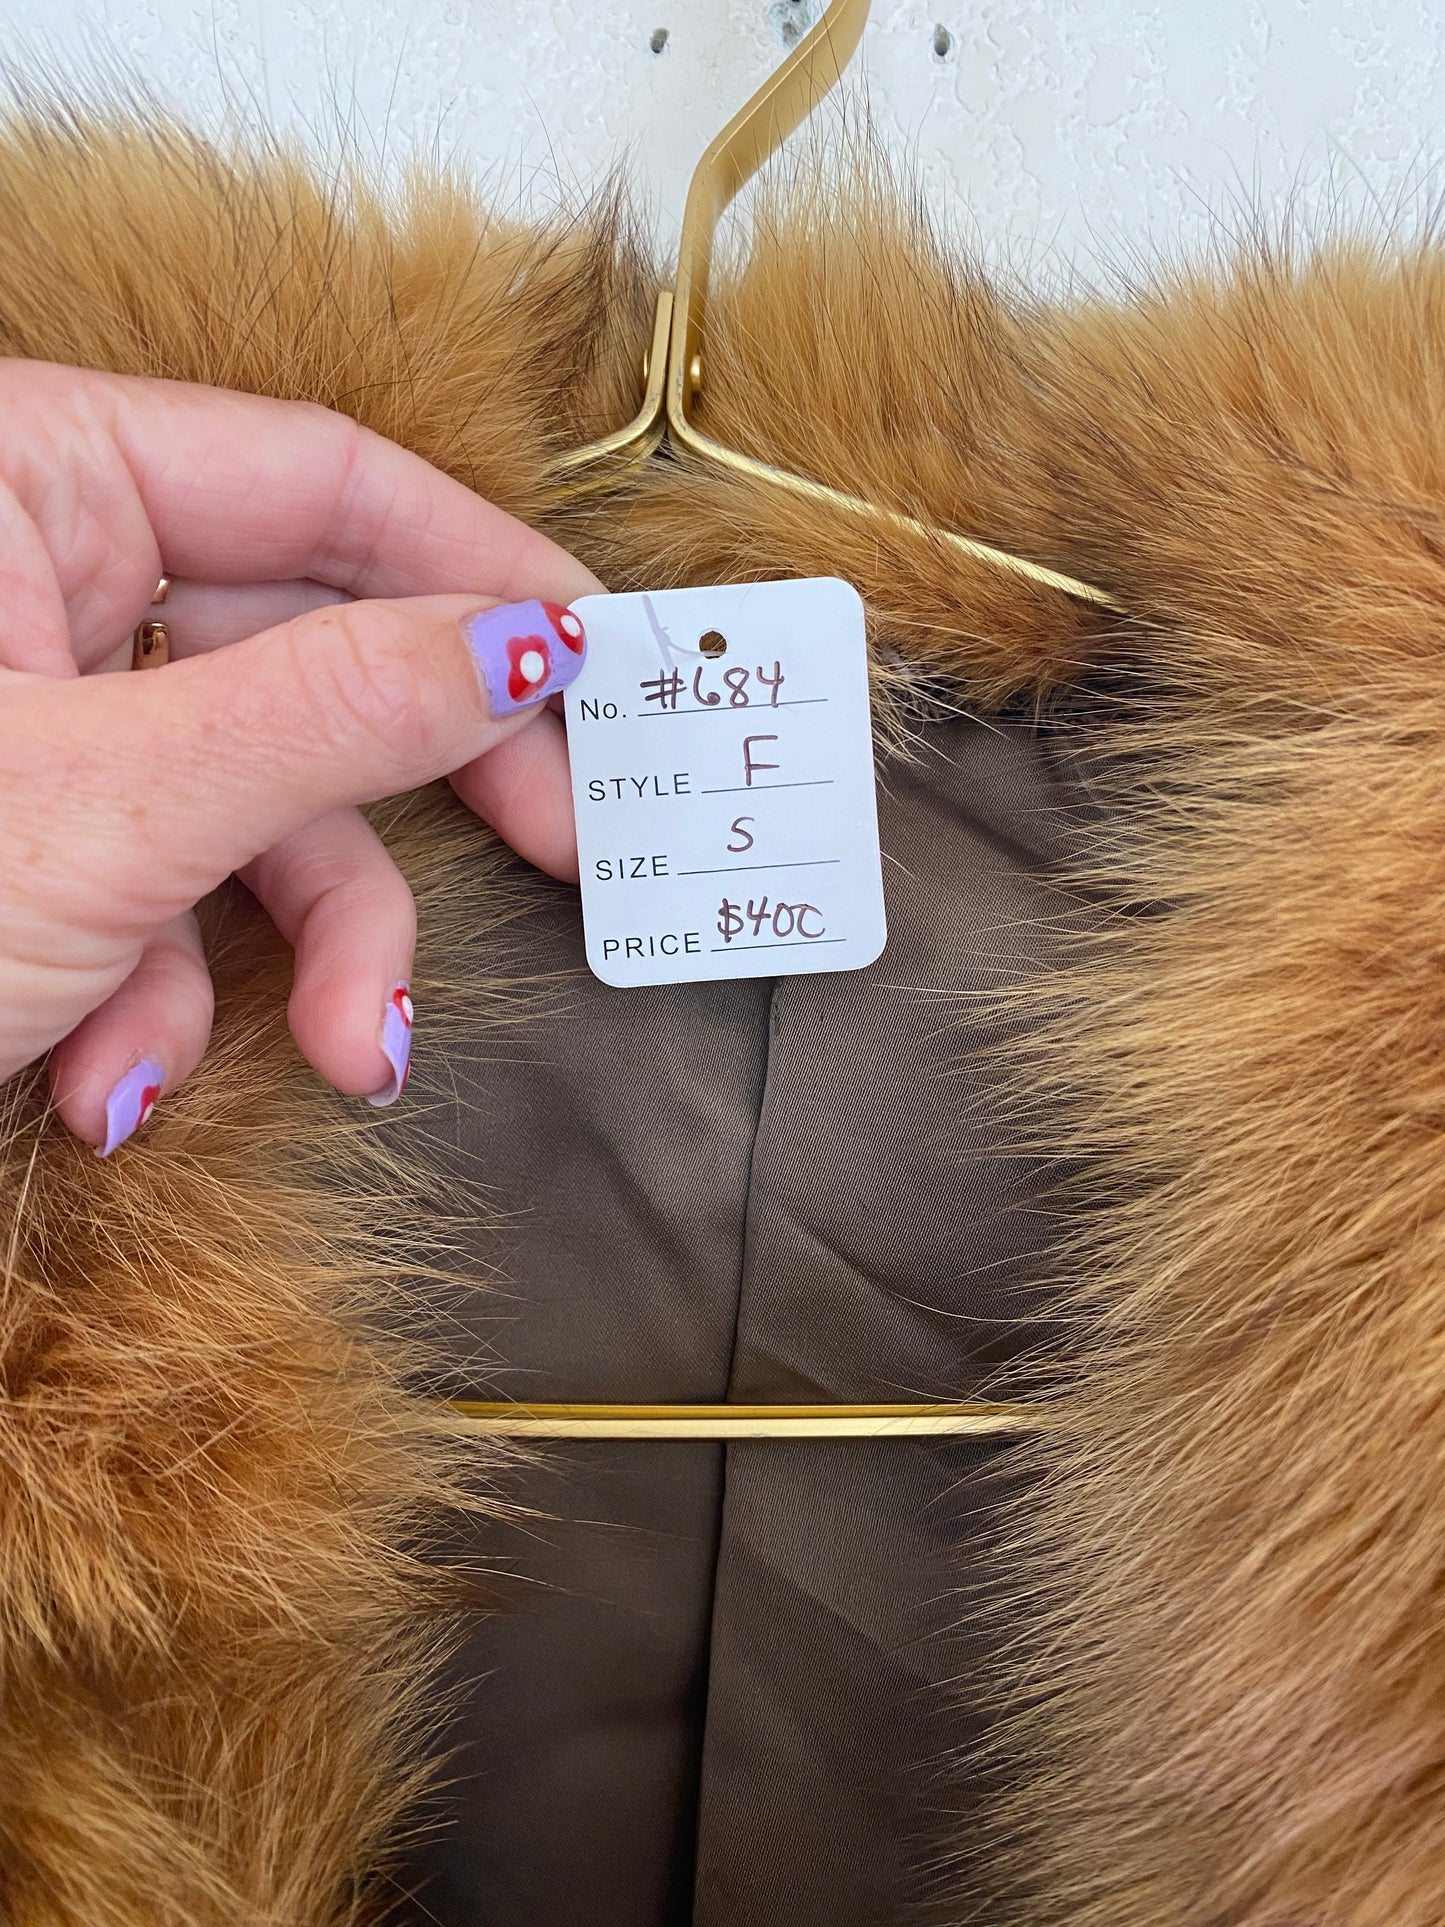 No. #684
STYLE F
SIZE S
PRICE $400